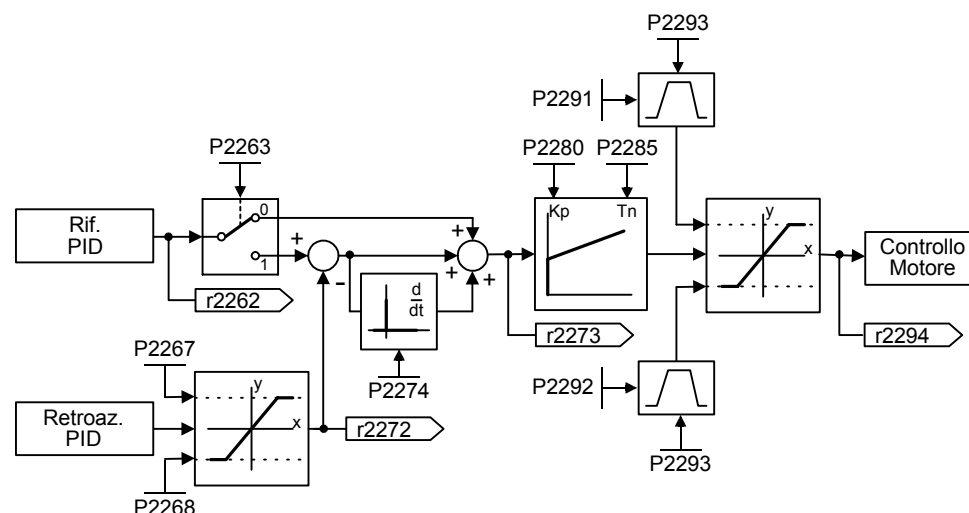 P2293
P2291
P2263
P2280
P2285
Rif.
PID
0
1
+
-
+
+
+
Kp
Tn
y
x
Controllo
Motore
r2262
d
dt
r2273
r2294
P2267
P2274
P2292
Retroaz.
PID
y
x
r2272
P2293
P2268